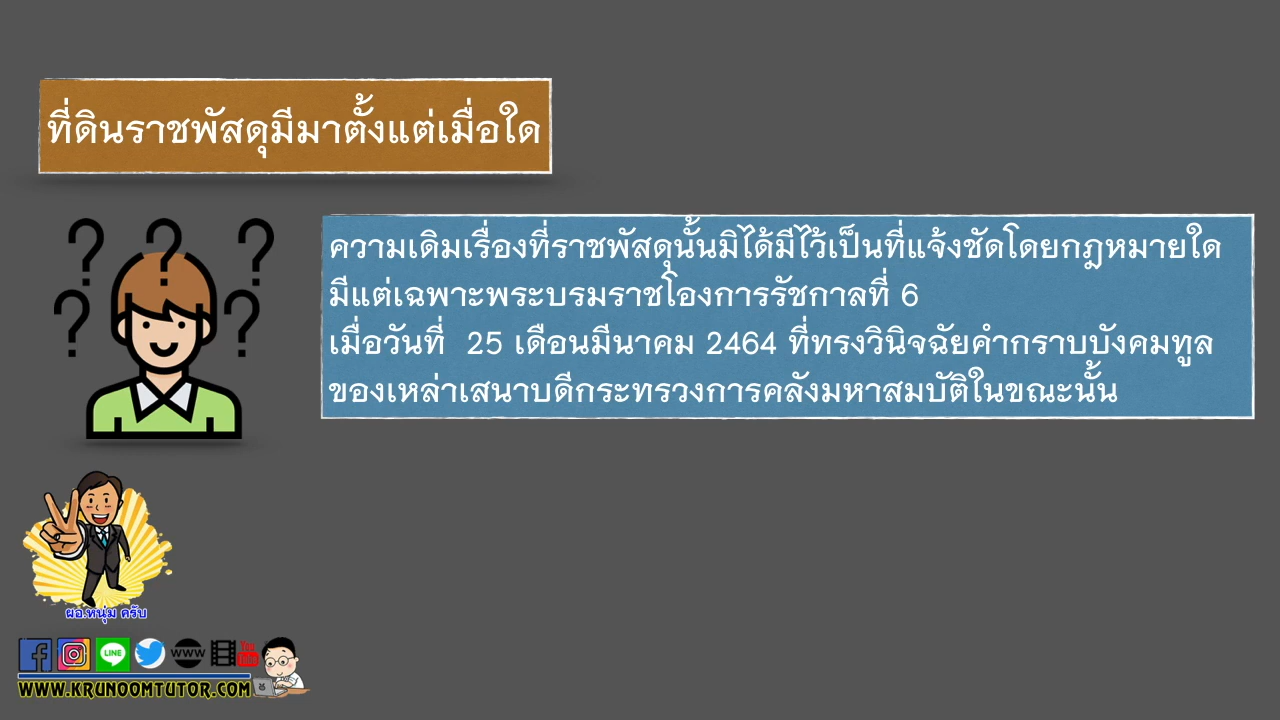 ที่ดินราชพัสดุมีมาตั้งแต่เมื่อใด
ความเดิมเรื่องที่ราชพัสดุนั้นมิได้มีไว้เป็นที่แจ้งชัดโดยกฎหมายใด
มีแต่เฉพาะพระบรมราชโองการรัชกาลที่ 6
เมื่อวันที่ 25 เดือนมีนาคม 2464 ที่ทรงวินิจฉัยคำกราบบังคมทูล
ของเหล่าเสนาบดีกระทรวงการคลังมหาสมบัติในขณะนั้น
ผอ.หนุ่ม ครับ
LINE
WWW
You
Tube
WWW.KRUNOOMTUTOR.COM